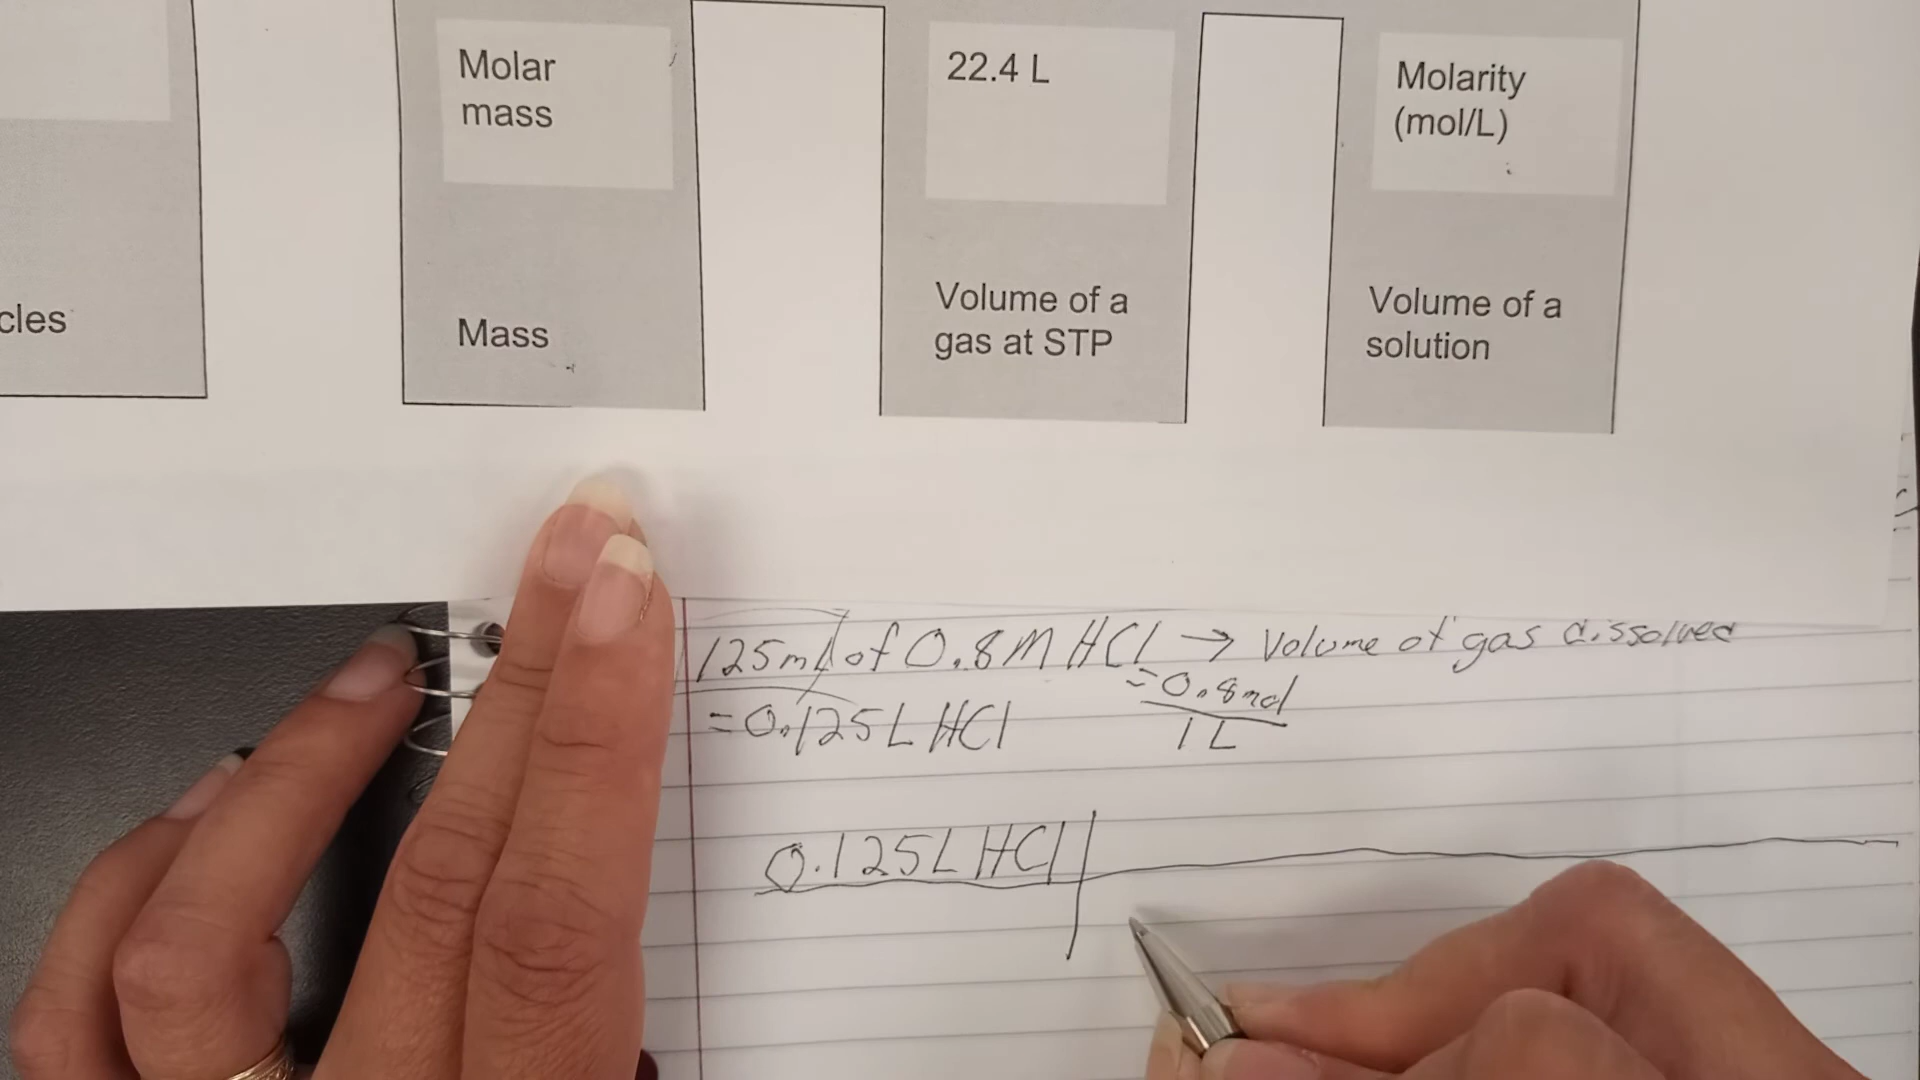 Molar
mass
22.4 L
Molarity
(mol/L)
cles
Mass
Volume of a
gas at STP
Volume of a
solution
125mL of 0.8M HCl → Volume of gas dissolved
= 0.8mol
1 L
= 0.125L HCl
0.125L HCl